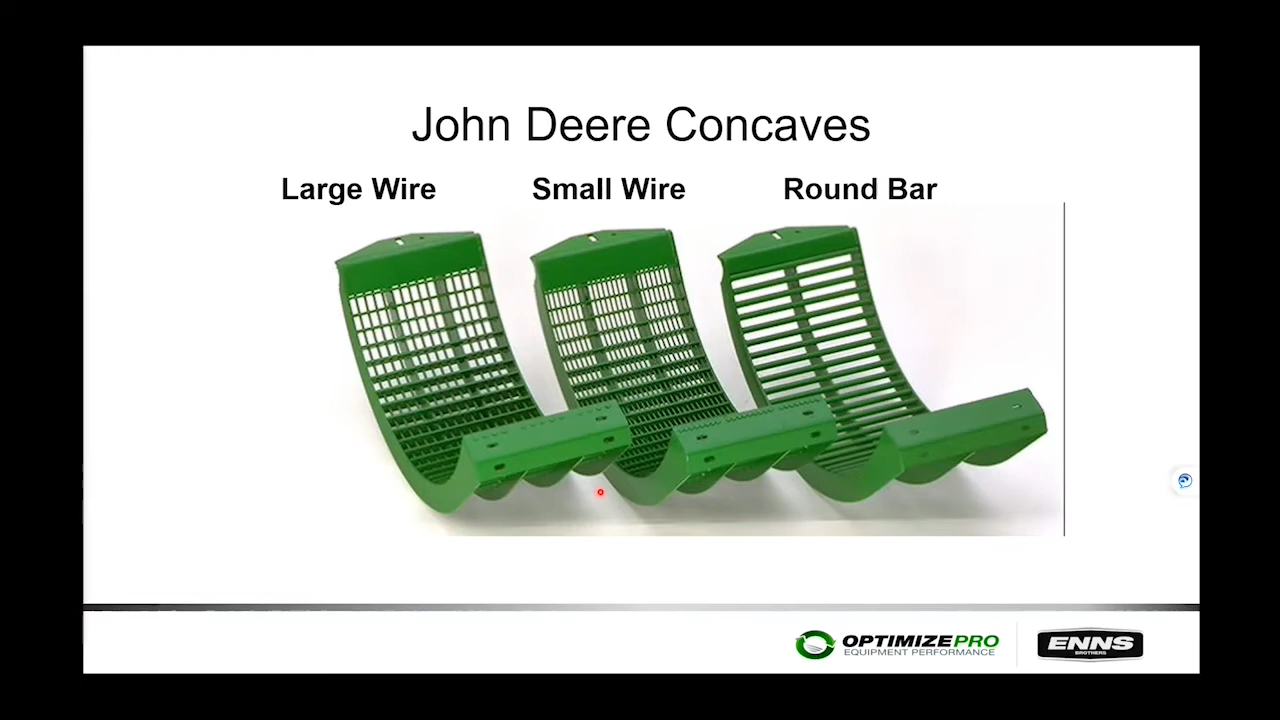 John Deere Concaves
Large Wire Small Wire Round Bar
OPTIMIZEPRO
EQUIPMENT PERFORMANCE
ENNS
BROTHERS